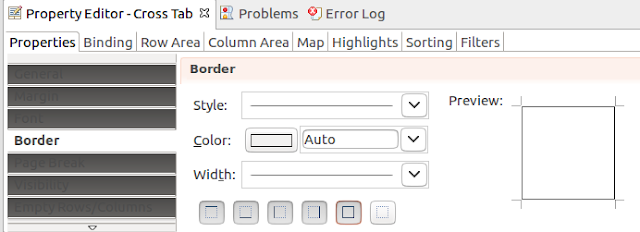 Property Editor - Cross Tab Problems Error Log
Properties Binding Row Area Column Area Map Highlights Sorting Filters
General
Margin
Font
Border
Page Break
Visibility
Empty Rows/Columns
Border
Style:
Color: Auto
Width:
Preview: